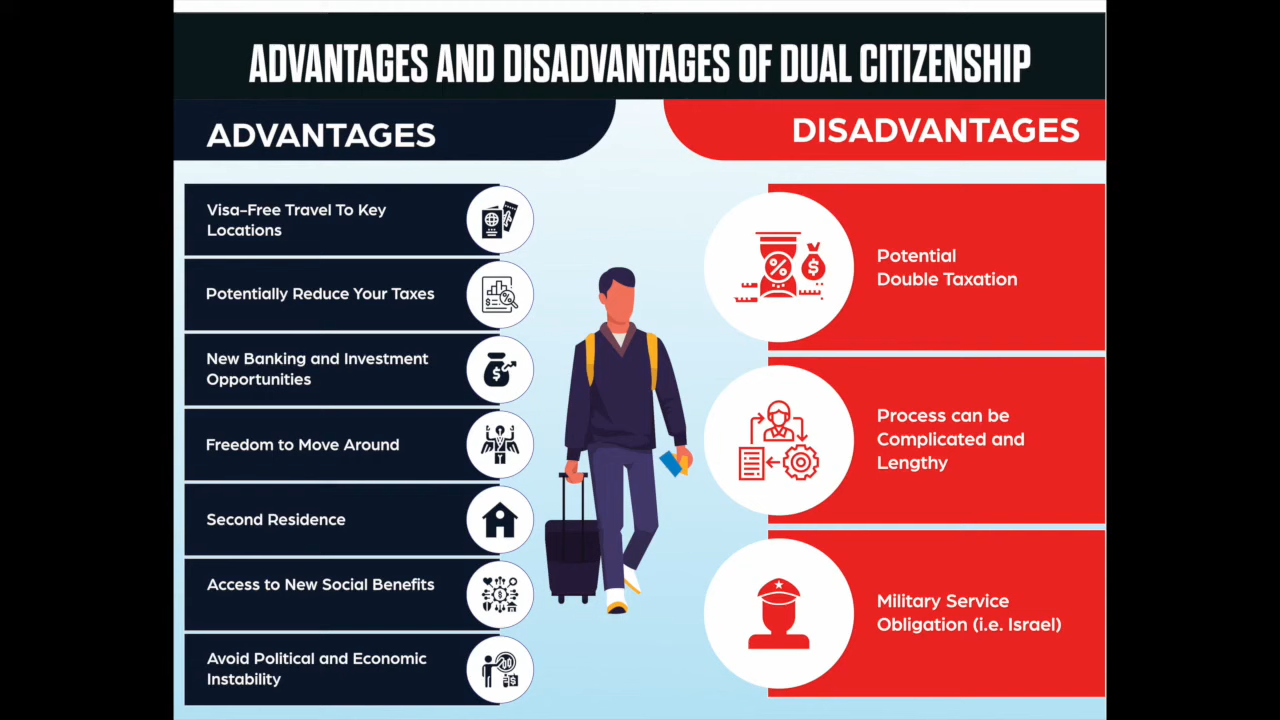 ADVANTAGES AND DISADVANTAGES OF DUAL CITIZENSHIP
ADVANTAGES
Visa-Free Travel To Key
Locations
Potentially Reduce Your Taxes
New Banking and Investment
Opportunities
Freedom to Move Around
Second Residence
Access to New Social Benefits
Avoid Political and Economic
Instability
DISADVANTAGES
Potential
Double Taxation
Process can be
Complicated and
Lengthy
Military Service
Obligation (i.e. Israel)